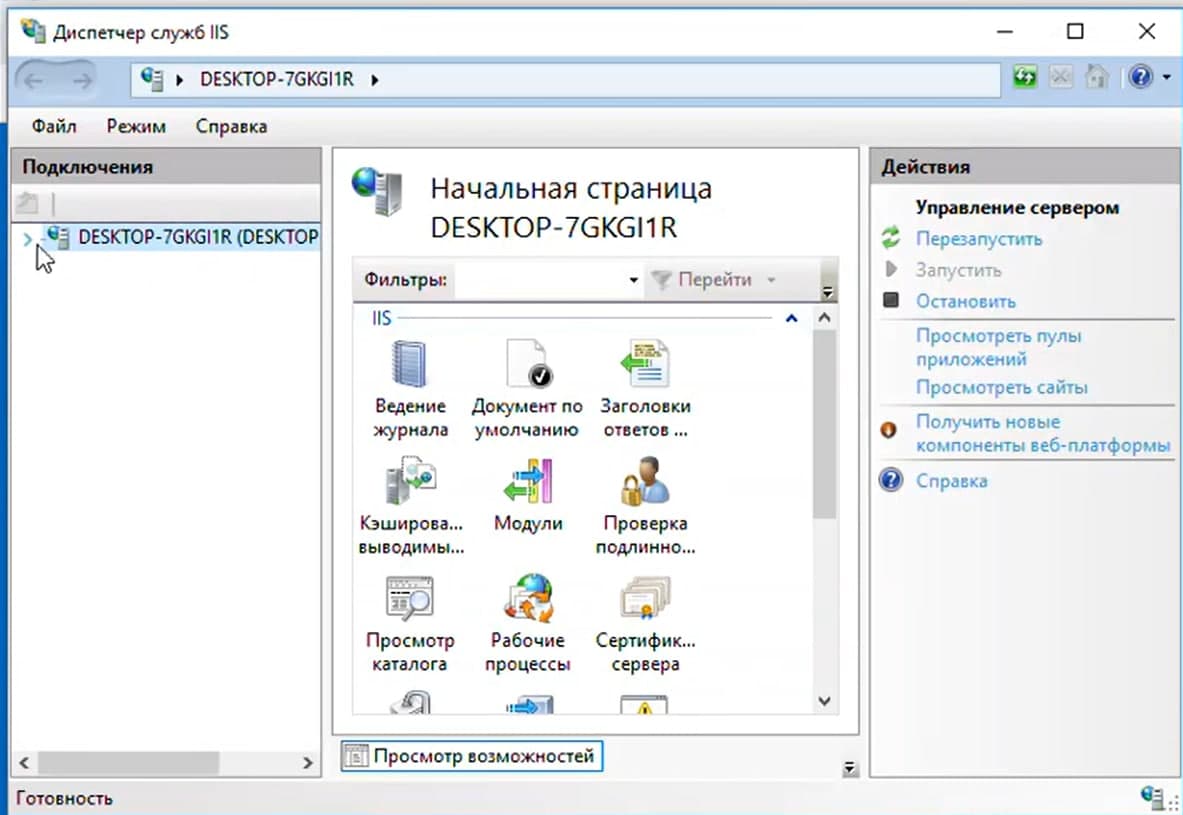 Диспетчер служб IIS
DESKTOP-7GKGI1R
Файл Режим Справка
Подключения
DESKTOP-7GKGI1R (DESKTOP
Начальная страница
DESKTOP-7GKGI1R
Фильтры: Перейти
IIS
Ведение
журнала
Документ по
умолчанию
Заголовки
ответов ...
Кэширова...
выводимы...
Модули
Проверка
подлинно...
Просмотр
каталога
Рабочие
процессы
Сертифик...
сервера
Просмотр возможностей
Действия
Управление сервером
Перезапустить
Запустить
Остановить
Просмотреть пулы
приложений
Просмотреть сайты
Получить новые
компоненты веб-платформы
Справка
Готовность